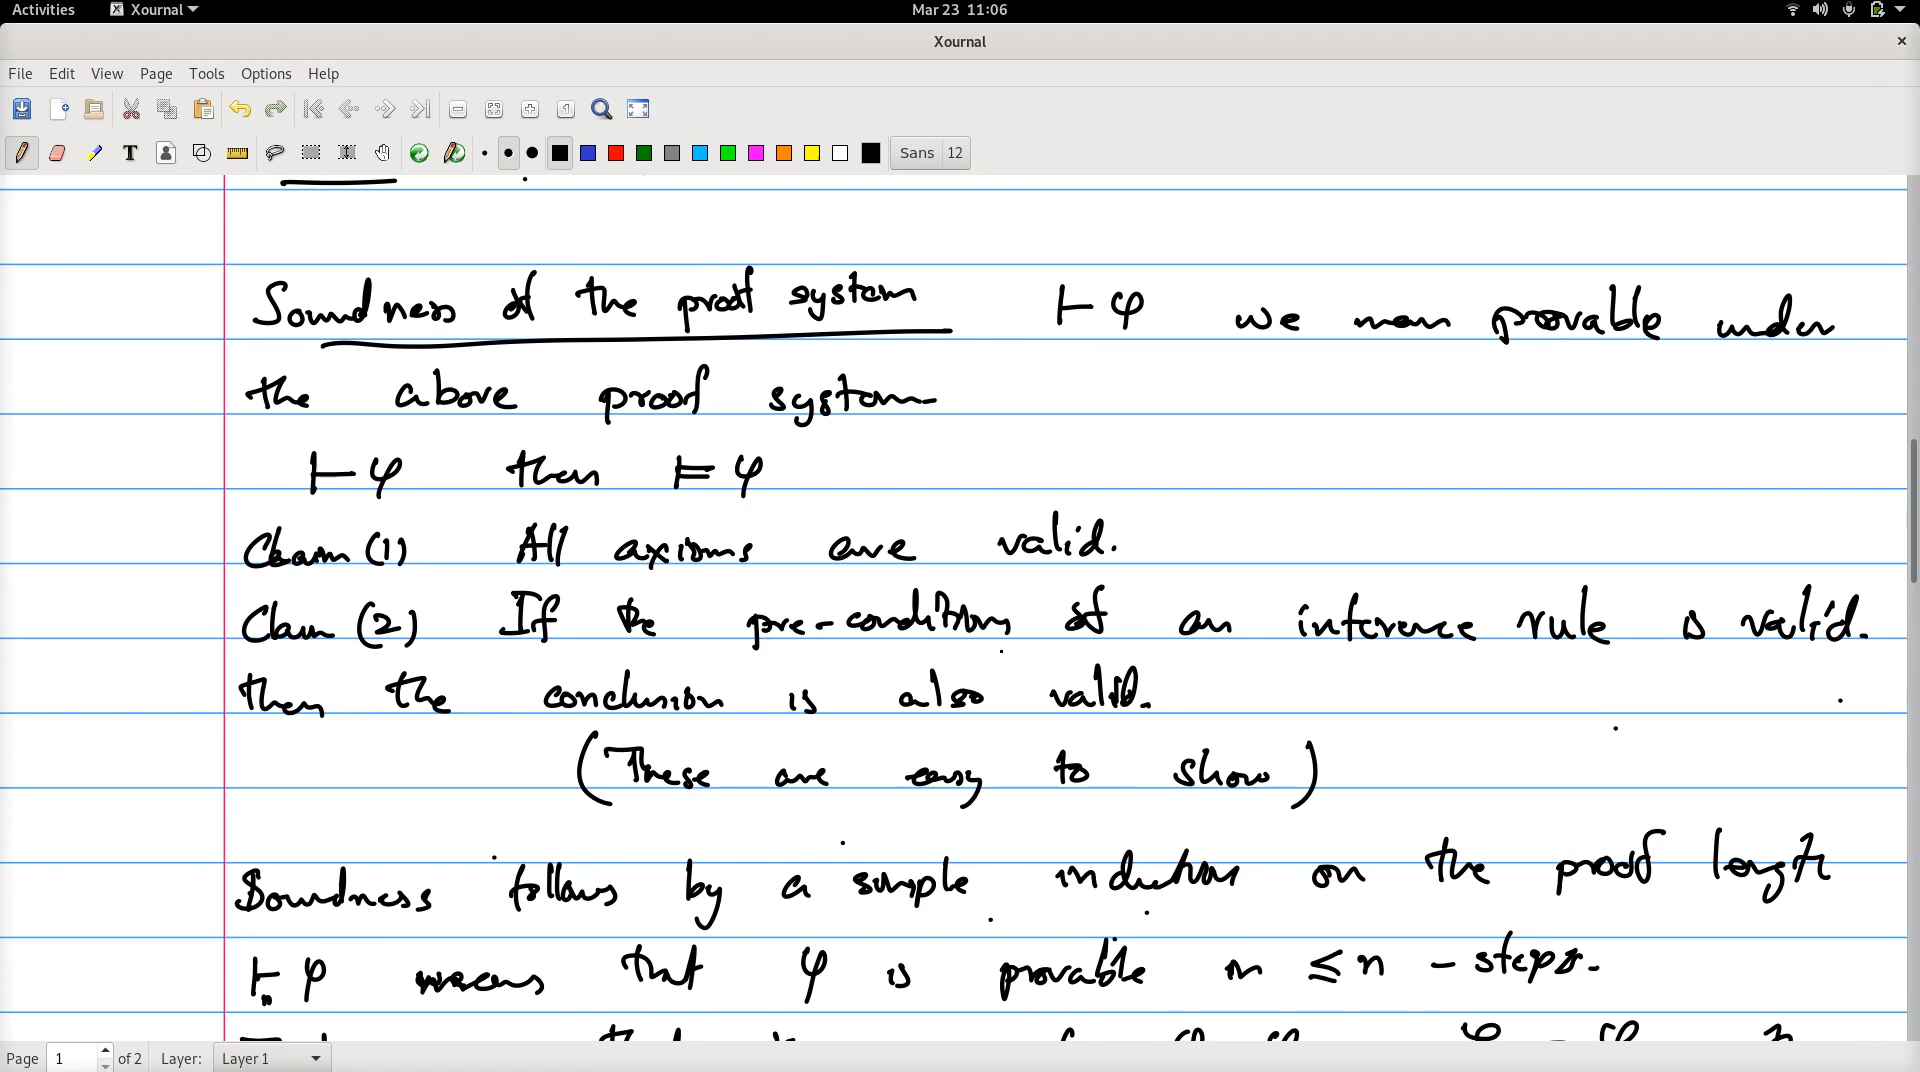 Activities Xournal Mar 23 11:06
Xournal
File Edit View Page Tools Options Help
T Sans 12
Soundness of the proof system ⊢ φ we mean provable under
the above proof system
⊢ φ then ⊨ φ
Claim (1) All axioms are valid.
Claim (2) If the pre-conditions of an inference rule is valid.
then the conclusion is also valid.
(These are easy to show)
Soundness follows by a simple induction on the proof length
⊢n φ means that φ is provable in ≤ n - steps.
Page 1 of 2 Layer: Layer 1